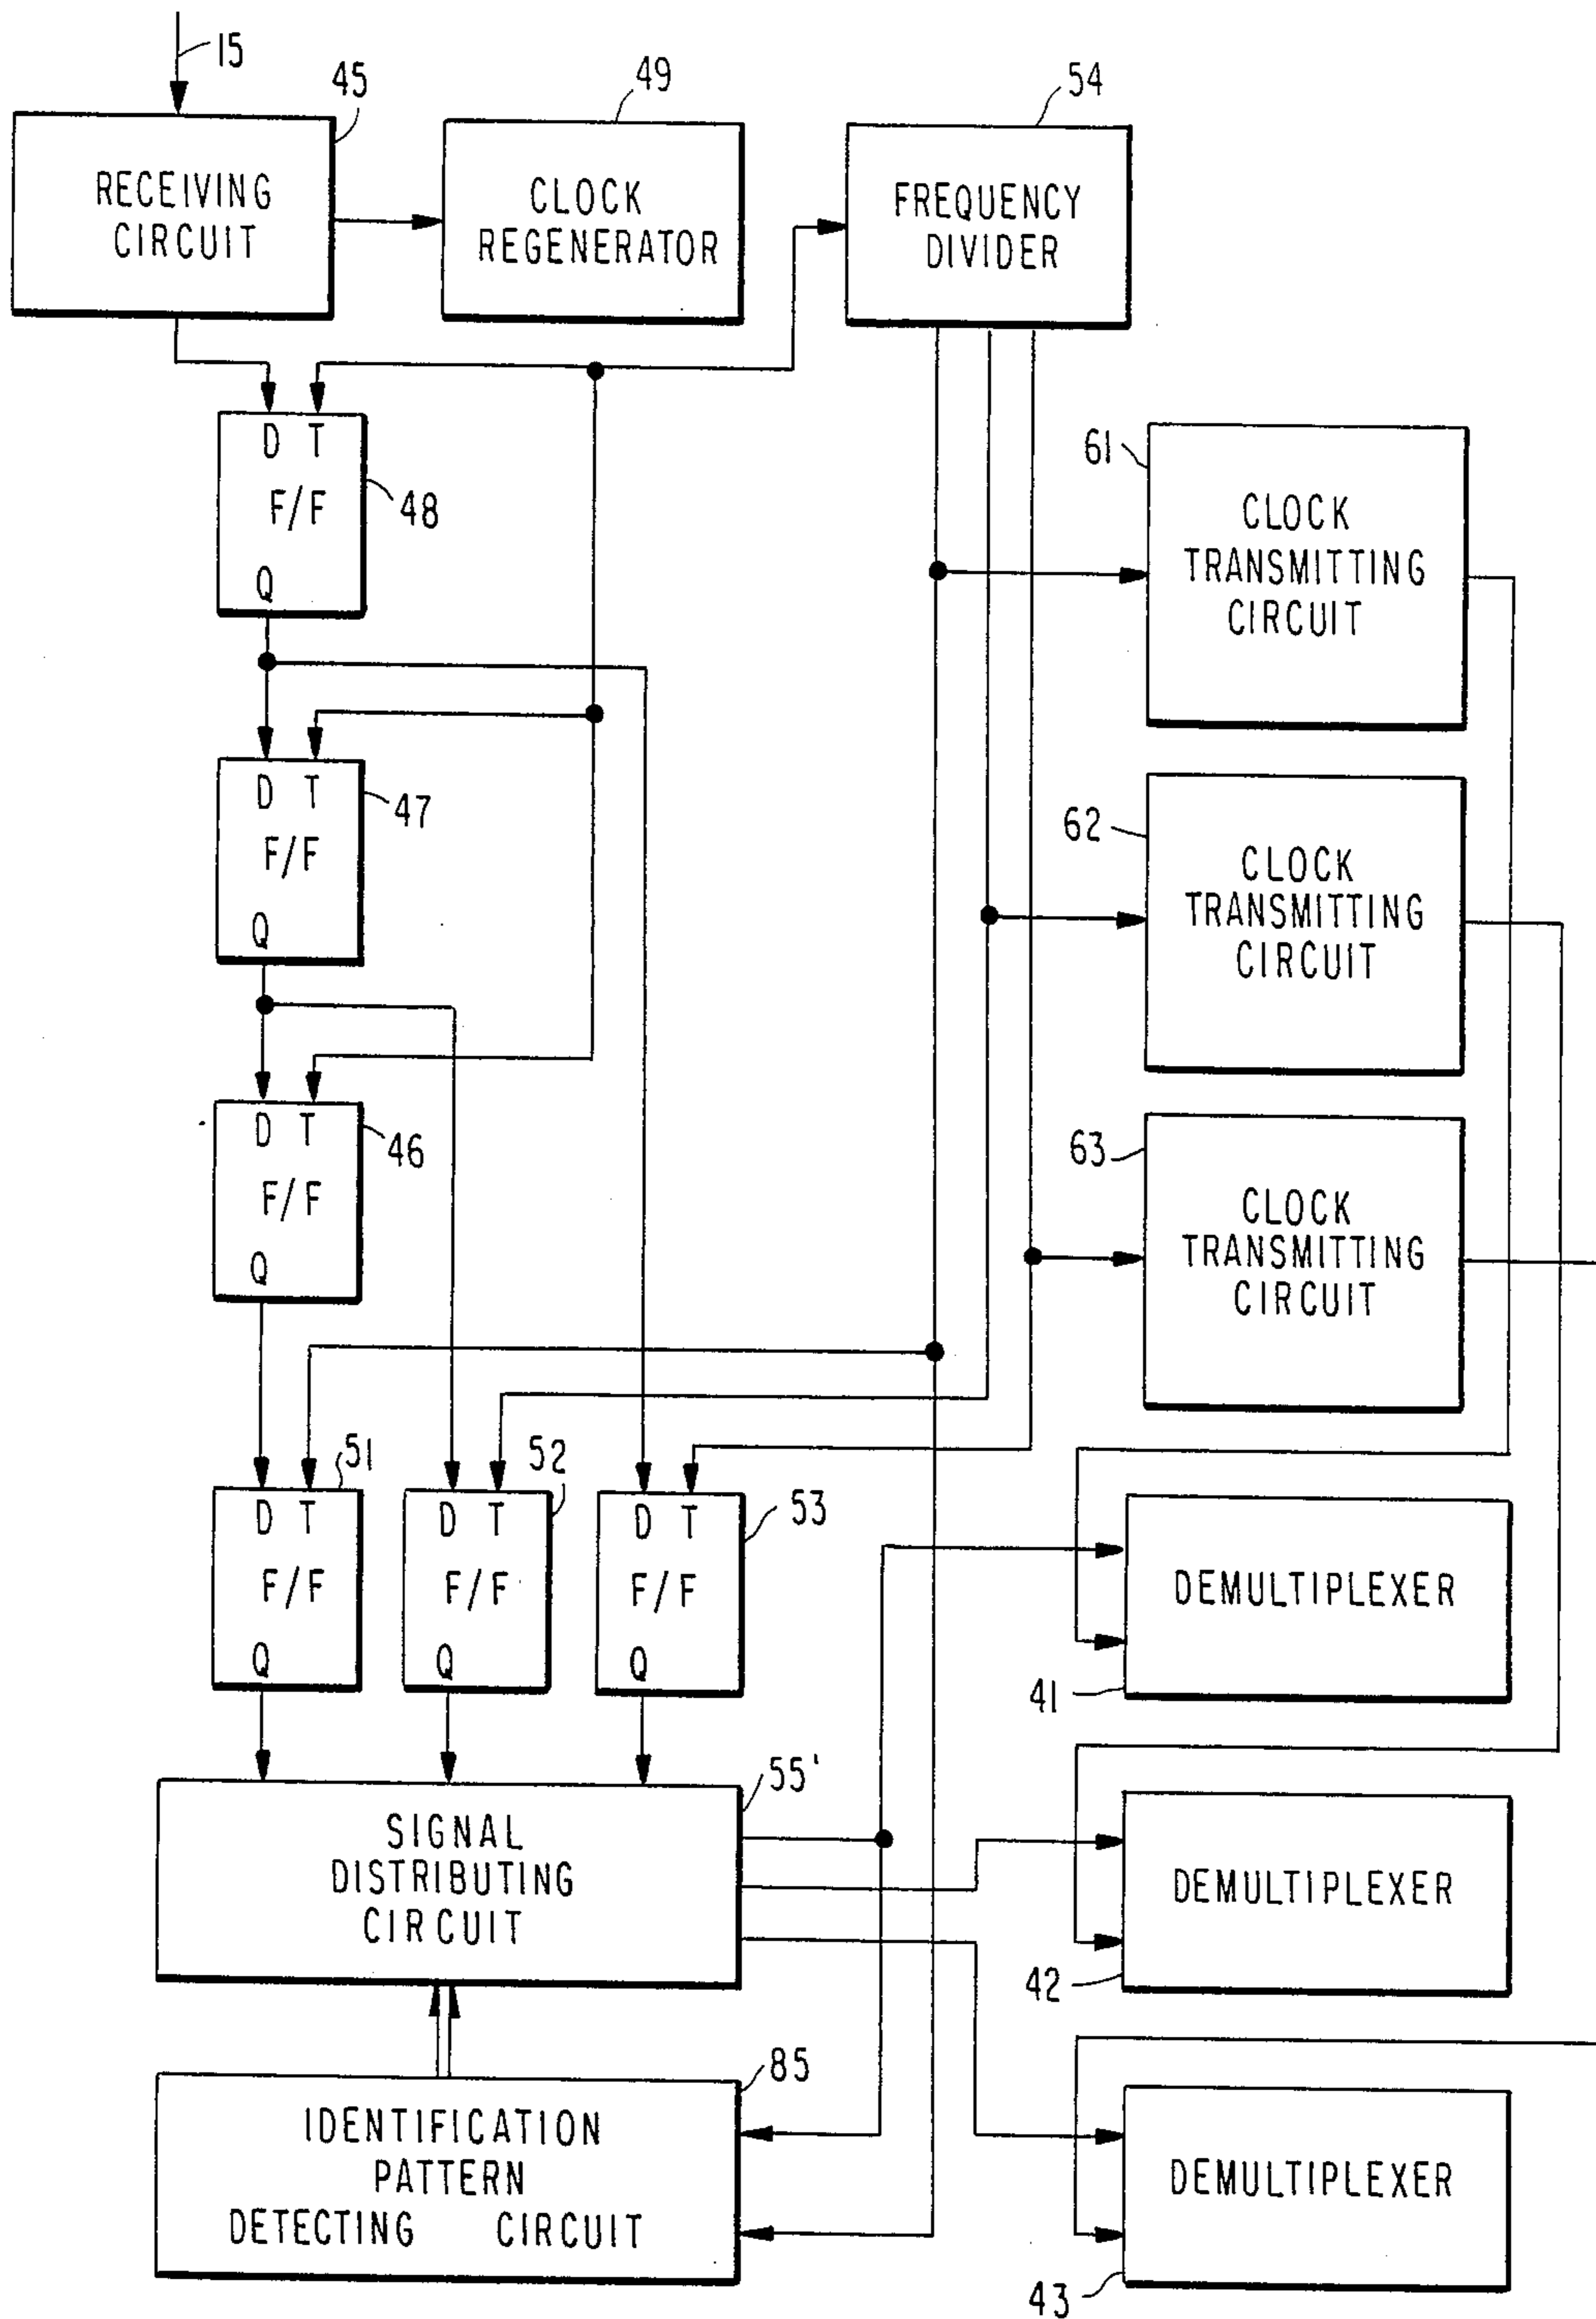 15
45
49
54
RECEIVING
CIRCUIT
CLOCK
REGENERATOR
FREQUENCY
DIVIDER
D T
F/F
Q
48
61
CLOCK
TRANSMITTING
CIRCUIT
D T
F/F
Q
47
62
CLOCK
TRANSMITTING
CIRCUIT
D T
F/F
Q
46
63
CLOCK
TRANSMITTING
CIRCUIT
51
D T
F/F
Q
52
D T
F/F
Q
53
D T
F/F
Q
DEMULTIPLEXER
41
55'
SIGNAL
DISTRIBUTING
CIRCUIT
DEMULTIPLEXER
42
85
IDENTIFICATION
PATTERN
DETECTING CIRCUIT
DEMULTIPLEXER
43